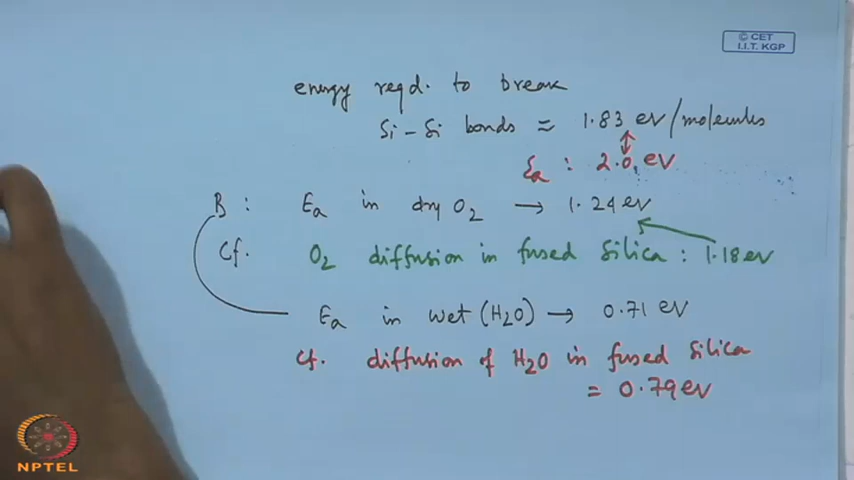 © CET
I.I.T. KGP
energy reqd. to break
Si-Si bonds = 1.83 ev/molecules
Ea : 2.0 eV
B : Ea in dry O2 → 1.24 ev
Cf. O2 diffusion in fused silica : 1.18 ev
Ea in wet (H2O) → 0.71 eV
Cf. diffusion of H2O in fused silica
= 0.79 ev
NPTEL